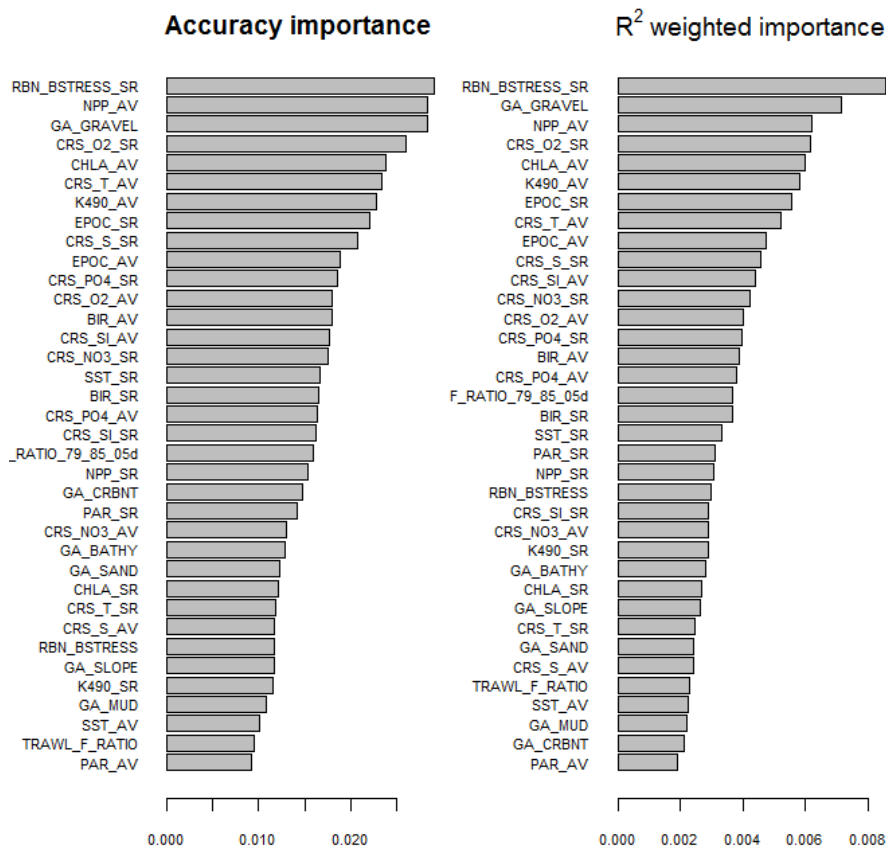 Accuracy importance
RBN_BSTRESS_SR
NPP_AV
GA_GRAVEL
CRS_O2_SR
CHLA_AV
CRS_T_AV
K490_AV
EPOC_SR
CRS_S_SR
EPOC_AV
CRS_PO4_SR
CRS_O2_AV
BIR_AV
CRS_SI_AV
CRS_NO3_SR
SST_SR
BIR_SR
CRS_PO4_AV
CRS_SI_SR
_RATIO_79_85_05d
NPP_SR
GA_CRBNT
PAR_SR
CRS_NO3_AV
GA_BATHY
GA_SAND
CHLA_SR
CRS_T_SR
CRS_S_AV
RBN_BSTRESS
GA_SLOPE
K490_SR
GA_MUD
SST_AV
TRAWL_F_RATIO
PAR_AV
0.000 0.010 0.020
R² weighted importance
RBN_BSTRESS_SR
GA_GRAVEL
NPP_AV
CRS_O2_SR
CHLA_AV
K490_AV
EPOC_SR
CRS_T_AV
EPOC_AV
CRS_S_SR
CRS_SI_AV
CRS_NO3_SR
CRS_O2_AV
CRS_PO4_SR
BIR_AV
CRS_PO4_AV
F_RATIO_79_85_05d
BIR_SR
SST_SR
PAR_SR
NPP_SR
RBN_BSTRESS
CRS_SI_SR
CRS_NO3_AV
K490_SR
GA_BATHY
CHLA_SR
GA_SLOPE
CRS_T_SR
GA_SAND
CRS_S_AV
TRAWL_F_RATIO
SST_AV
GA_MUD
GA_CRBNT
PAR_AV
0.000 0.002 0.004 0.006 0.008